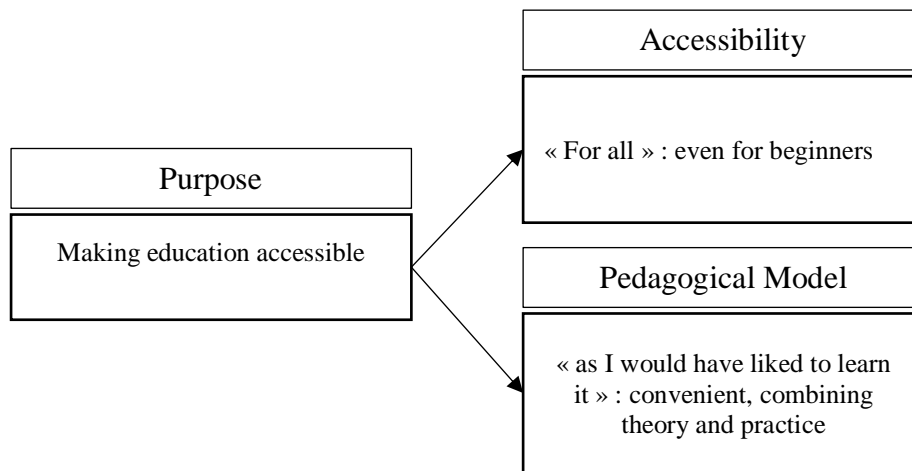 Purpose
Making education accessible
Accessibility
« For all » : even for beginners
Pedagogical Model
« as I would have liked to learn
it » : convenient, combining
theory and practice